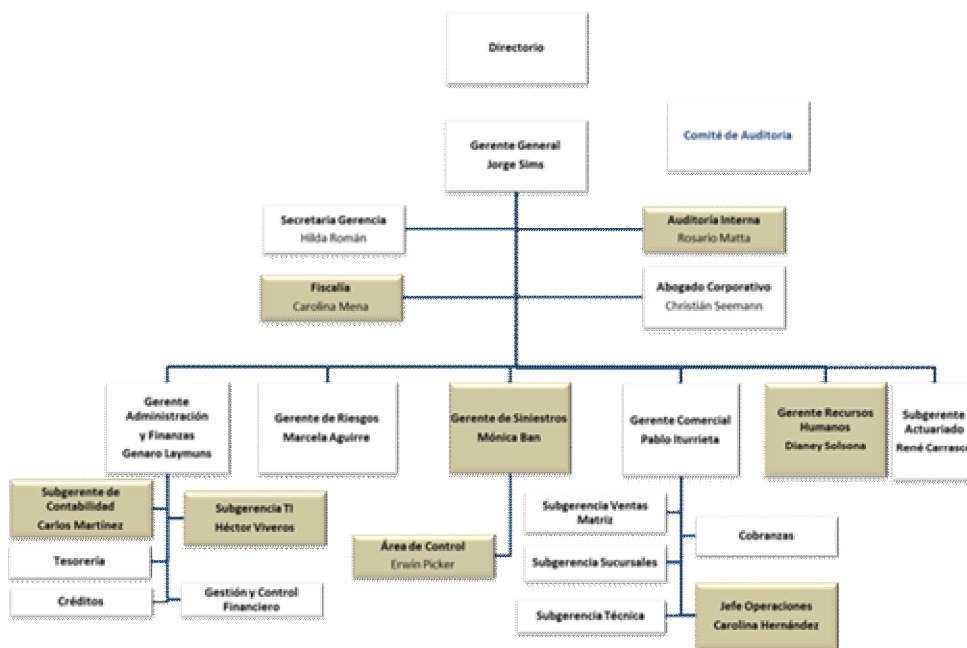 Directorio
Comité de Auditoria
Gerente General
Jorge Sims
Secretaria Gerencia
Hilda Román
Auditoría Interna
Rosario Matta
Fiscalía
Carolina Mena
Abogado Corporativo
Christián Seemann
Gerente
Administración
y Finanzas
Genaro Laymuns
Gerente de Riesgos
Marcela Aguirre
Gerente de Siniestros
Mónica Ban
Gerente Comercial
Pablo Iturrieta
Gerente Recursos
Humanos
Dianey Solsona
Subgerente
Actuariado
René Carrasco
Subgerente de
Contabilidad
Carlos Martínez
Subgerencia TI
Héctor Viveros
Tesorería
Créditos
Gestión y Control
Financiero
Área de Control
Erwin Picker
Subgerencia Ventas
Matriz
Subgerencia Sucursales
Subgerencia Técnica
Cobranzas
Jefe Operaciones
Carolina Hernández